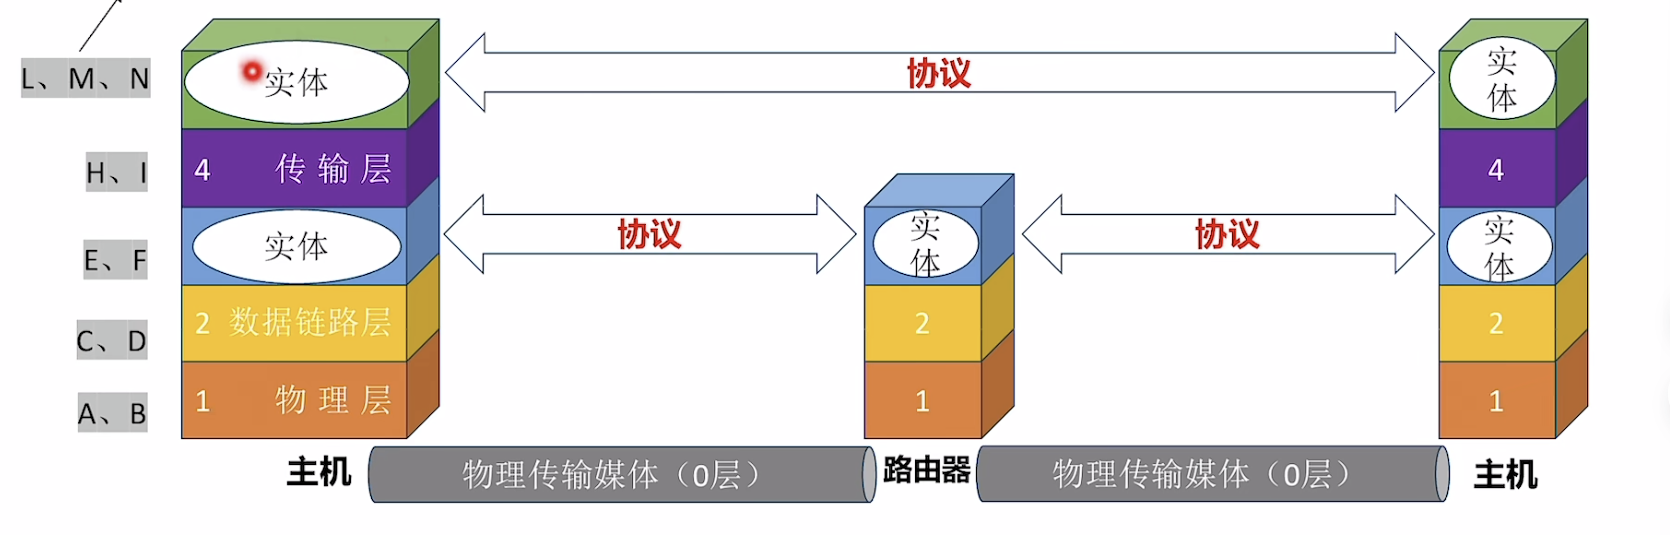 L、M、N
实体
协议
实
体
H、I
4 传输层
4
E、F
实体
协议
实
体
协议
实
体
C、D
2 数据链路层
2
2
A、B
1 物理层
1
1
主机
物理传输媒体（0层）
路由器
物理传输媒体（0层）
主机